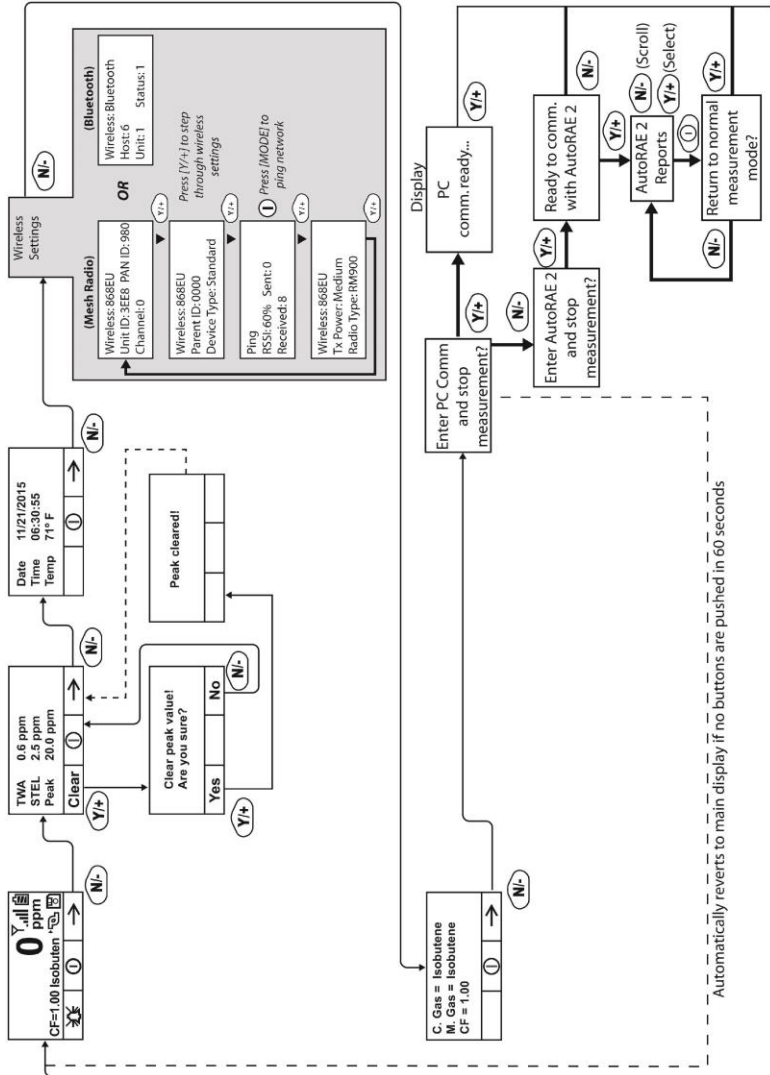 0 ppm
CF=1.00 Isobuten
N/-
TWA 0.6 ppm
STEL 2.5 ppm
Peak 20.0 ppm
Clear
Y/+
N/-
Clear peak value!
Are you sure?
Yes No
Y/+
N/-
Peak cleared!
Date 11/21/2015
Time 06:30:55
Temp 71° F
N/-
Wireless
Settings
N/-
(Mesh Radio)
Wireless: 868EU
Unit ID: 3EE8 PAN ID: 980
Channel: 0
Y/+
Wireless: 868EU
Parent ID: 0000
Device Type: Standard
Y/+
Ping
RSSI: 60% Sent: 0
Received: 8
Y/+
Wireless: 868EU
Tx Power: Medium
Radio Type: RM900
Y/+
OR
(Bluetooth)
Wireless: Bluetooth
Host: 6
Unit: 1 Status: 1
Press [Y/+] to step
through wireless
settings
Press [MODE] to
ping network
C. Gas = Isobutene
M. Gas = Isobutene
CF = 1.00
N/-
Enter PC Comm
and stop
measurement?
Y/+
N/-
Display
PC
comm.ready...
Y/+
Enter AutoRAE 2
and stop
measurement?
Y/+
Ready to comm.
with AutoRAE 2
N/-
Y/+
AutoRAE 2
Reports
N/- (Scroll)
Y/+ (Select)
Return to normal
measurement
mode?
N/-
Y/+
Automatically reverts to main display if no buttons are pushed in 60 seconds